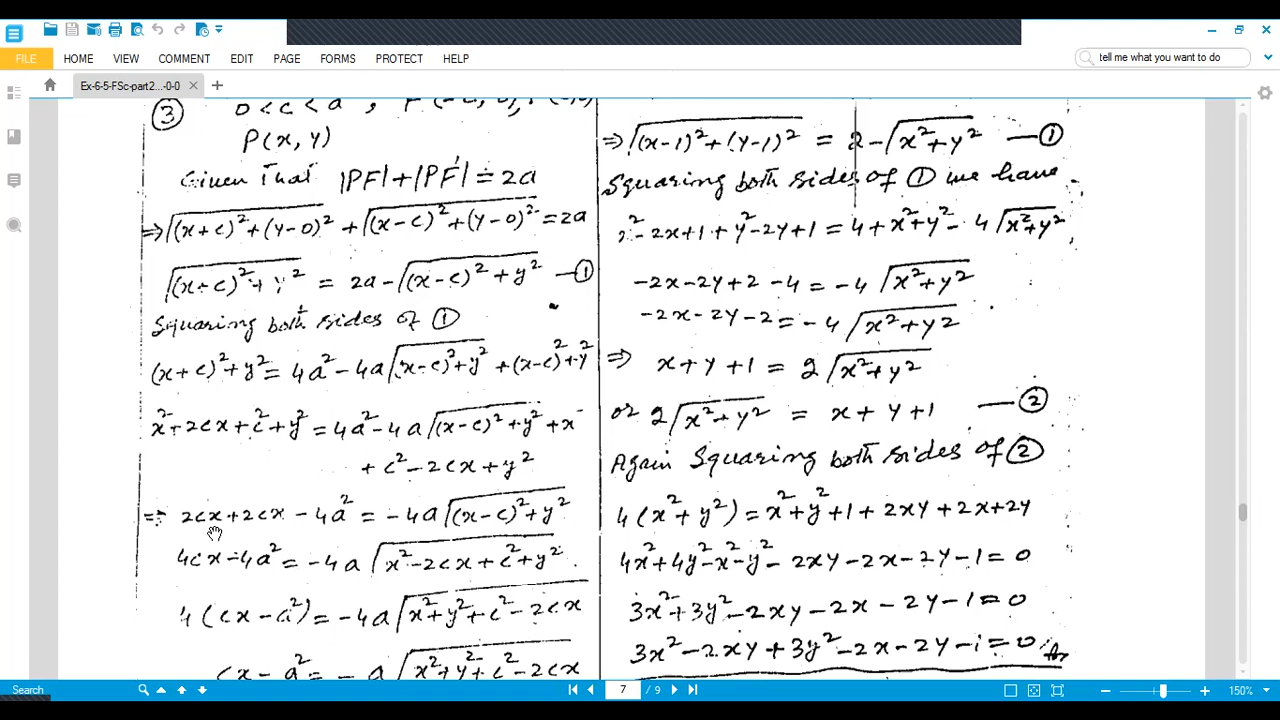 FILE HOME VIEW COMMENT EDIT PAGE FORMS PROTECT HELP
tell me what you want to do
Ex-6-5-FSc-part2...-0-0
③ 0 < c < a ,
P(x, y)
Given That |PF|+|PF'| = 2a
⇒ √((x+c)²+(y-0)²) + √((x-c)²+(y-0)²) = 2a
√((x+c)²+y²) = 2a-√((x-c)²+y²) —①
Squaring both sides of ①
(x+c)²+y² = 4a²-4a√((x-c)²+y²) +(x-c)²+y²
x²+2cx+c²+y² = 4a²-4a√((x-c)²+y²) +x²
+ c²-2cx+y²
⇒ 2cx+2cx-4a² = -4a√((x-c)²+y²)
4cx-4a² = -4a√(x²-2cx+c²+y²)
4(cx-a²) = -4a√(x²+y²+c²-2cx)
cx-a² = -a√(x²+y²+c²-2cx)
⇒ √((x-1)²+(y-1)²) = 2-√(x²+y²) —①
Squaring both sides of ① we have
x²-2x+1+y²-2y+1 = 4+x²+y²-4√(x²+y²)
-2x-2y+2-4 = -4√(x²+y²)
-2x-2y-2 = -4√(x²+y²)
⇒ x+y+1 = 2√(x²+y²)
or 2√(x²+y²) = x+y+1 —②
Again Squaring both sides of ②
4(x²+y²) = x²+y²+1+2xy+2x+2y
4x²+4y²-x²-y²-2xy-2x-2y-1=0
3x²+3y²-2xy-2x-2y-1=0
3x²-2xy+3y²-2x-2y-1=0
Search
7 / 9
150%